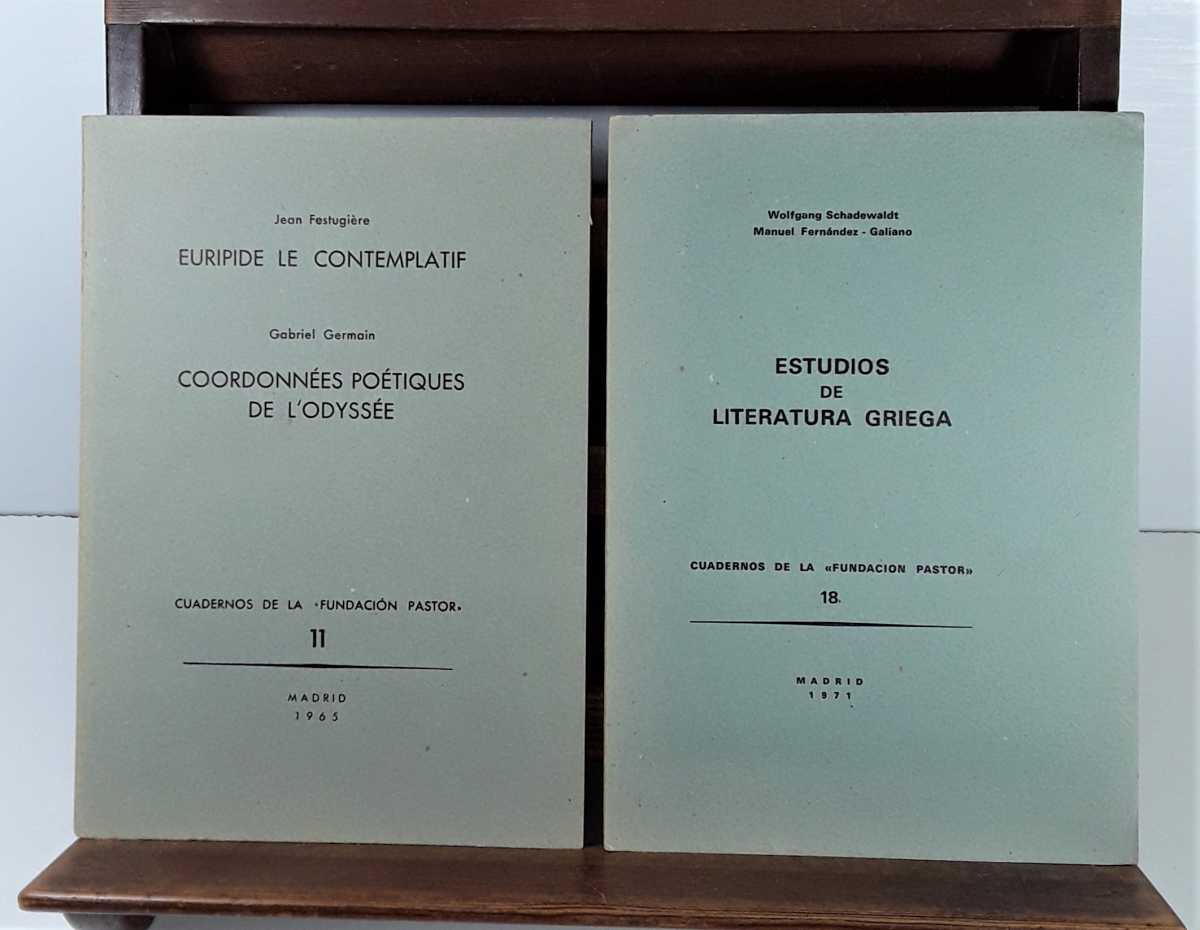 Jean Festugière
EURIPIDE LE CONTEMPLATIF
Gabriel Germain
COORDONNÉES POÉTIQUES
DE L'ODYSSÉE
CUADERNOS DE LA «FUNDACIÓN PASTOR»
11
MADRID
1965
Wolfgang Schadewaldt
Manuel Fernández - Galiano
ESTUDIOS
DE
LITERATURA GRIEGA
CUADERNOS DE LA «FUNDACION PASTOR»
18.
MADRID
1971